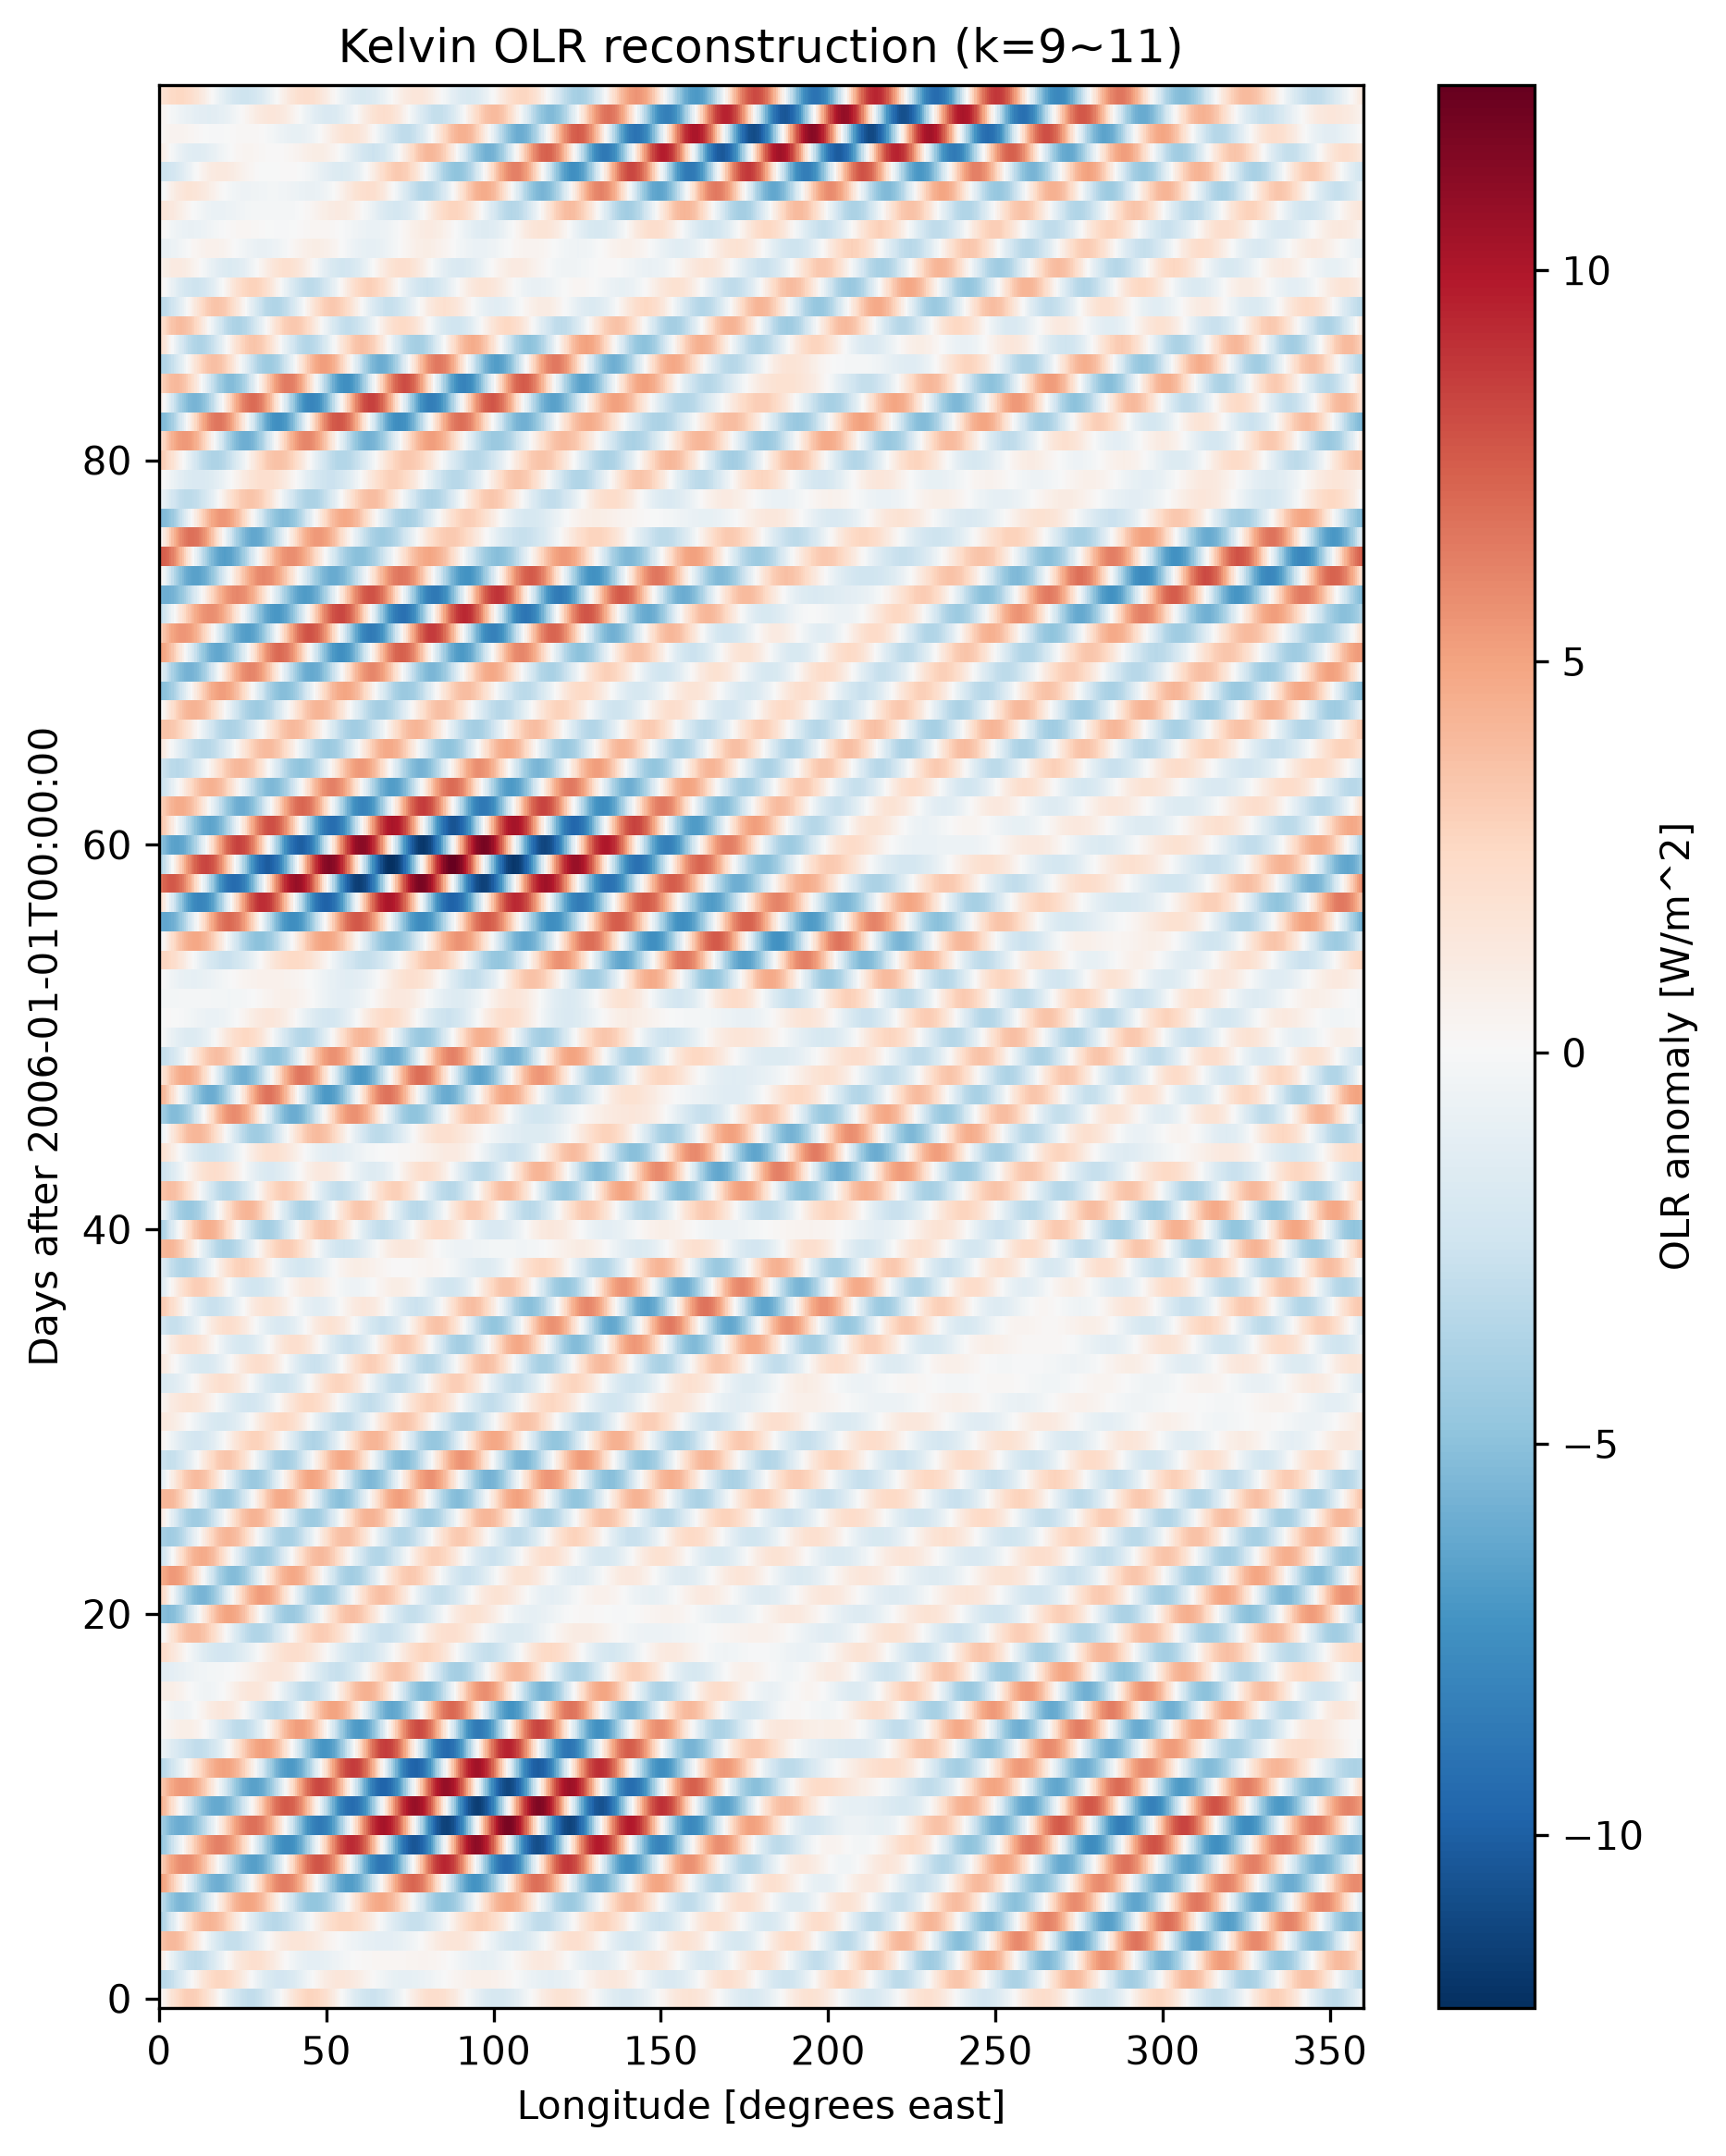 Kelvin OLR reconstruction (k=9~11)
Days after 2006-01-01T00:00:00
80
60
40
20
0
0 50 100 150 200 250 300 350
Longitude [degrees east]
10
5
0
−5
−10
OLR anomaly [W/m^2]